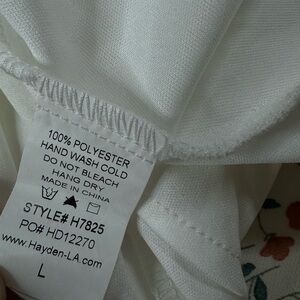 100% POLYESTER
HAND WASH COLD
DO NOT BLEACH
HANG DRY
MADE IN CHINA
STYLE# H7825
PO# HD12270
www.Hayden-LA.com
L